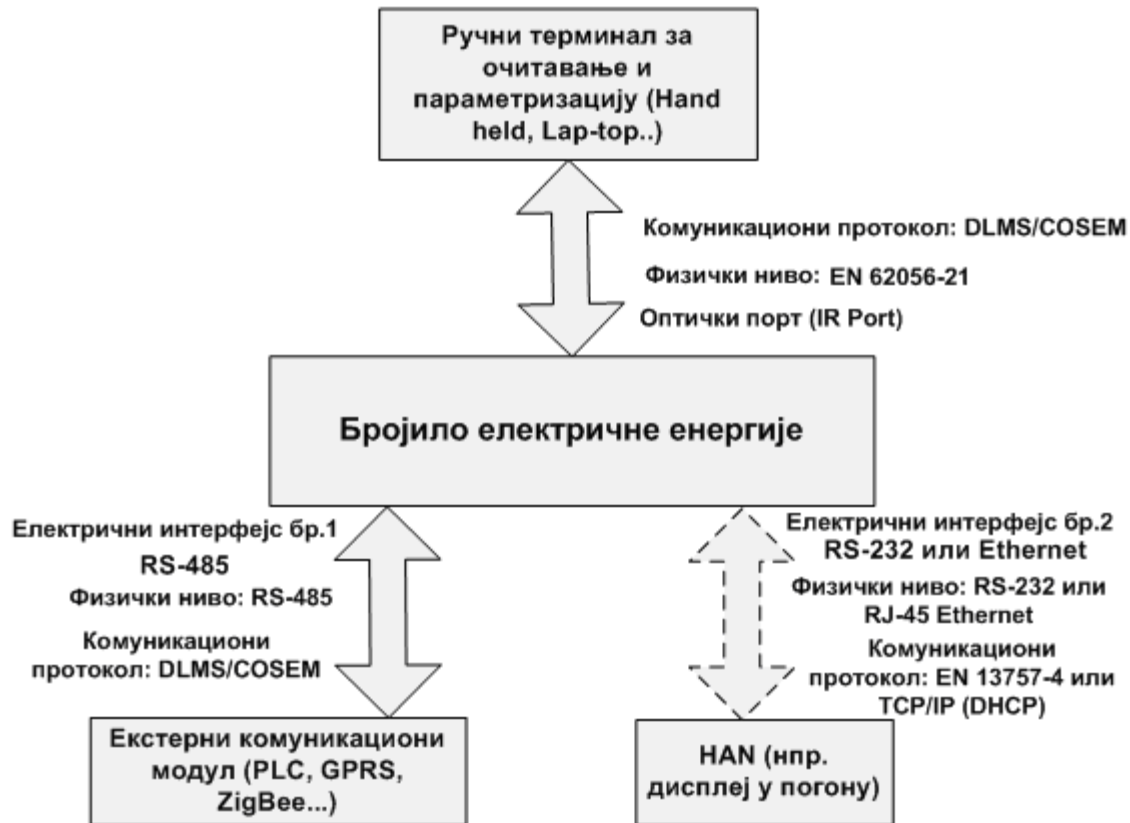 Ручни терминал за
очитавање и
параметризацију (Hand
held, Lap-top..)
Комуникациони протокол: DLMS/COSEM
Физички ниво: EN 62056-21
Оптички порт (IR Port)
Бројило електричне енергије
Електрични интерфејс бр.1
RS-485
Физички ниво: RS-485
Комуникациони
протокол: DLMS/COSEM
Електрични интерфејс бр.2
RS-232 или Ethernet
Физички ниво: RS-232 или
RJ-45 Ethernet
Комуникациони
протокол: EN 13757-4 или
TCP/IP (DHCP)
Екстерни комуникациони
модул (PLC, GPRS,
ZigBee...)
HAN (нпр.
дисплеј у погону)